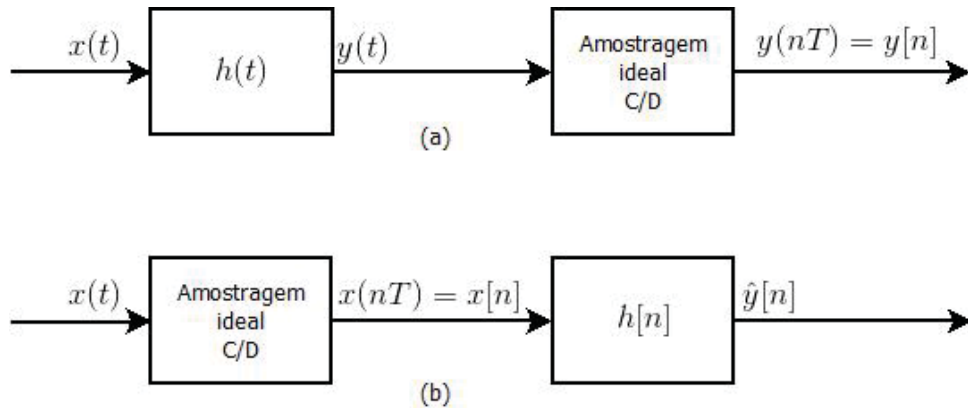 x(t)
h(t)
y(t)
Amostragem
ideal
C/D
y(nT) = y[n]
(a)
x(t)
Amostragem
ideal
C/D
x(nT) = x[n]
h[n]
ŷ[n]
(b)